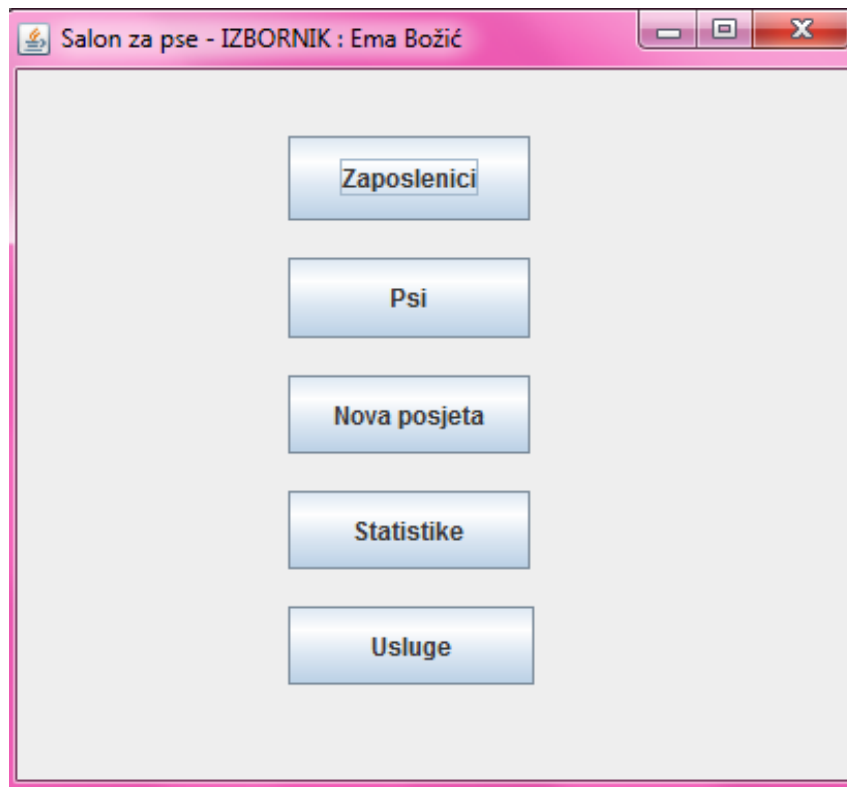 Salon za pse - IZBORNIK : Ema Božić
Zaposlenici
Psi
Nova posjeta
Statistike
Usluge